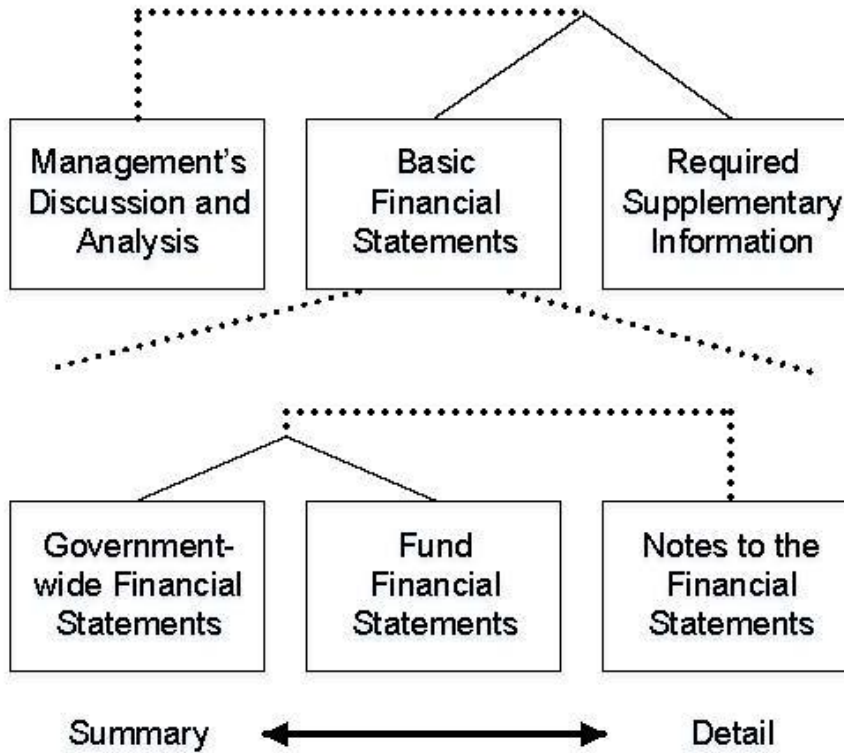 Management's
Discussion and
Analysis
Basic
Financial
Statements
Required
Supplementary
Information
Government-
wide Financial
Statements
Fund
Financial
Statements
Notes to the
Financial
Statements
Summary
Detail